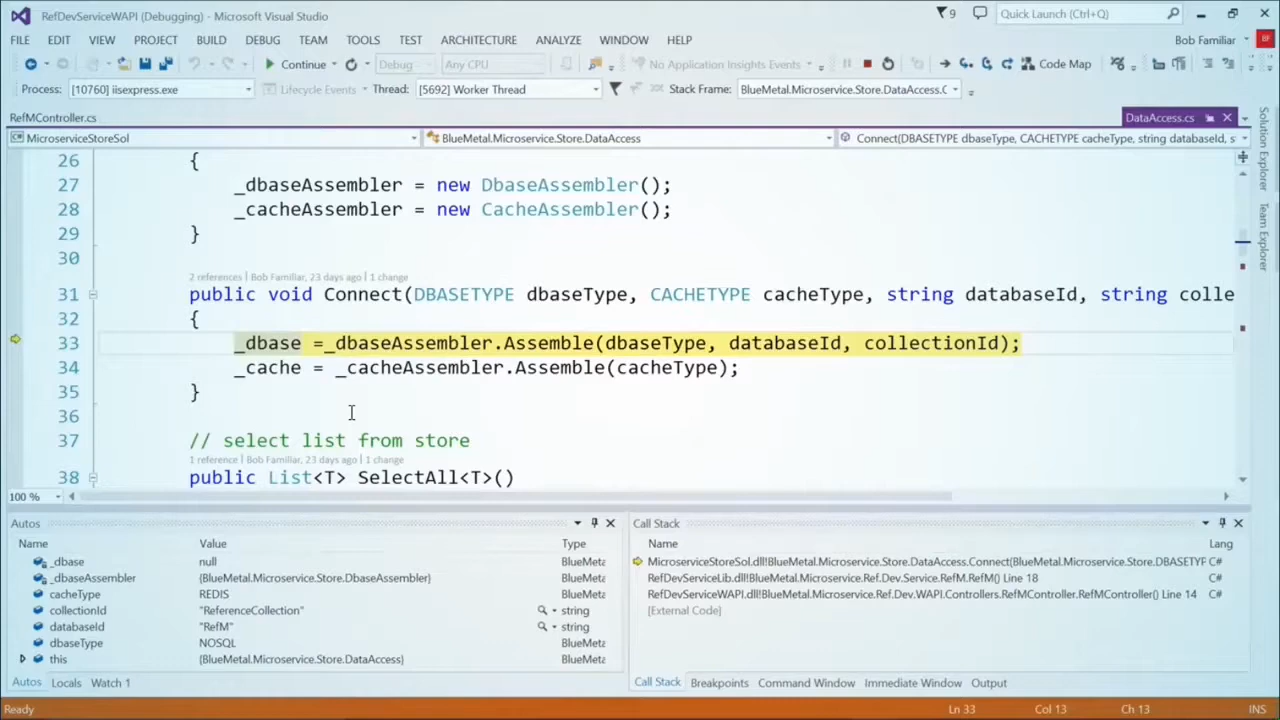 RefDevServiceWAPI (Debugging) - Microsoft Visual Studio
9
Quick Launch (Ctrl+Q)
FILE EDIT VIEW PROJECT BUILD DEBUG TEAM TOOLS TEST ARCHITECTURE ANALYZE WINDOW HELP
Bob Familiar BF
Continue Debug Any CPU No Application Insights Events Code Map
Process: [10760] iisexpress.exe Lifecycle Events Thread: [5692] Worker Thread Stack Frame: BlueMetal.Microservice.Store.DataAccess.C
RefMController.cs DataAccess.cs
MicroserviceStoreSol BlueMetal.Microservice.Store.DataAccess Connect(DBASETYPE dbaseType, CACHETYPE cacheType, string databaseId, s
Solution Explorer
Team Explorer
26 {
27 _dbaseAssembler = new DbaseAssembler();
28 _cacheAssembler = new CacheAssembler();
29 }
30
2 references | Bob Familiar, 23 days ago | 1 change
31 public void Connect(DBASETYPE dbaseType, CACHETYPE cacheType, string databaseId, string colle
32 {
33 _dbase =_dbaseAssembler.Assemble(dbaseType, databaseId, collectionId);
34 _cache = _cacheAssembler.Assemble(cacheType);
35 }
36
37 // select list from store
1 reference | Bob Familiar, 23 days ago | 1 change
38 public List<T> SelectAll<T>()
100 %
Autos
Name Value Type
_dbase null BlueMeta
_dbaseAssembler {BlueMetal.Microservice.Store.DbaseAssembler} BlueMeta
cacheType REDIS BlueMeta
collectionId "ReferenceCollection" string
databaseId "RefM" string
dbaseType NOSQL BlueMeta
this {BlueMetal.Microservice.Store.DataAccess} BlueMeta
Autos Locals Watch 1
Call Stack
Name Lang
MicroserviceStoreSol.dll!BlueMetal.Microservice.Store.DataAccess.Connect(BlueMetal.Microservice.Store.DBASETYF C#
RefDevServiceLib.dll!BlueMetal.Microservice.Ref.Dev.Service.RefM.RefM() Line 18 C#
RefDevServiceWAPI.dll!BlueMetal.Microservice.Ref.Dev.WAPI.Controllers.RefMController.RefMController() Line 14 C#
[External Code]
Call Stack Breakpoints Command Window Immediate Window Output
Ready Ln 33 Col 13 Ch 13 INS